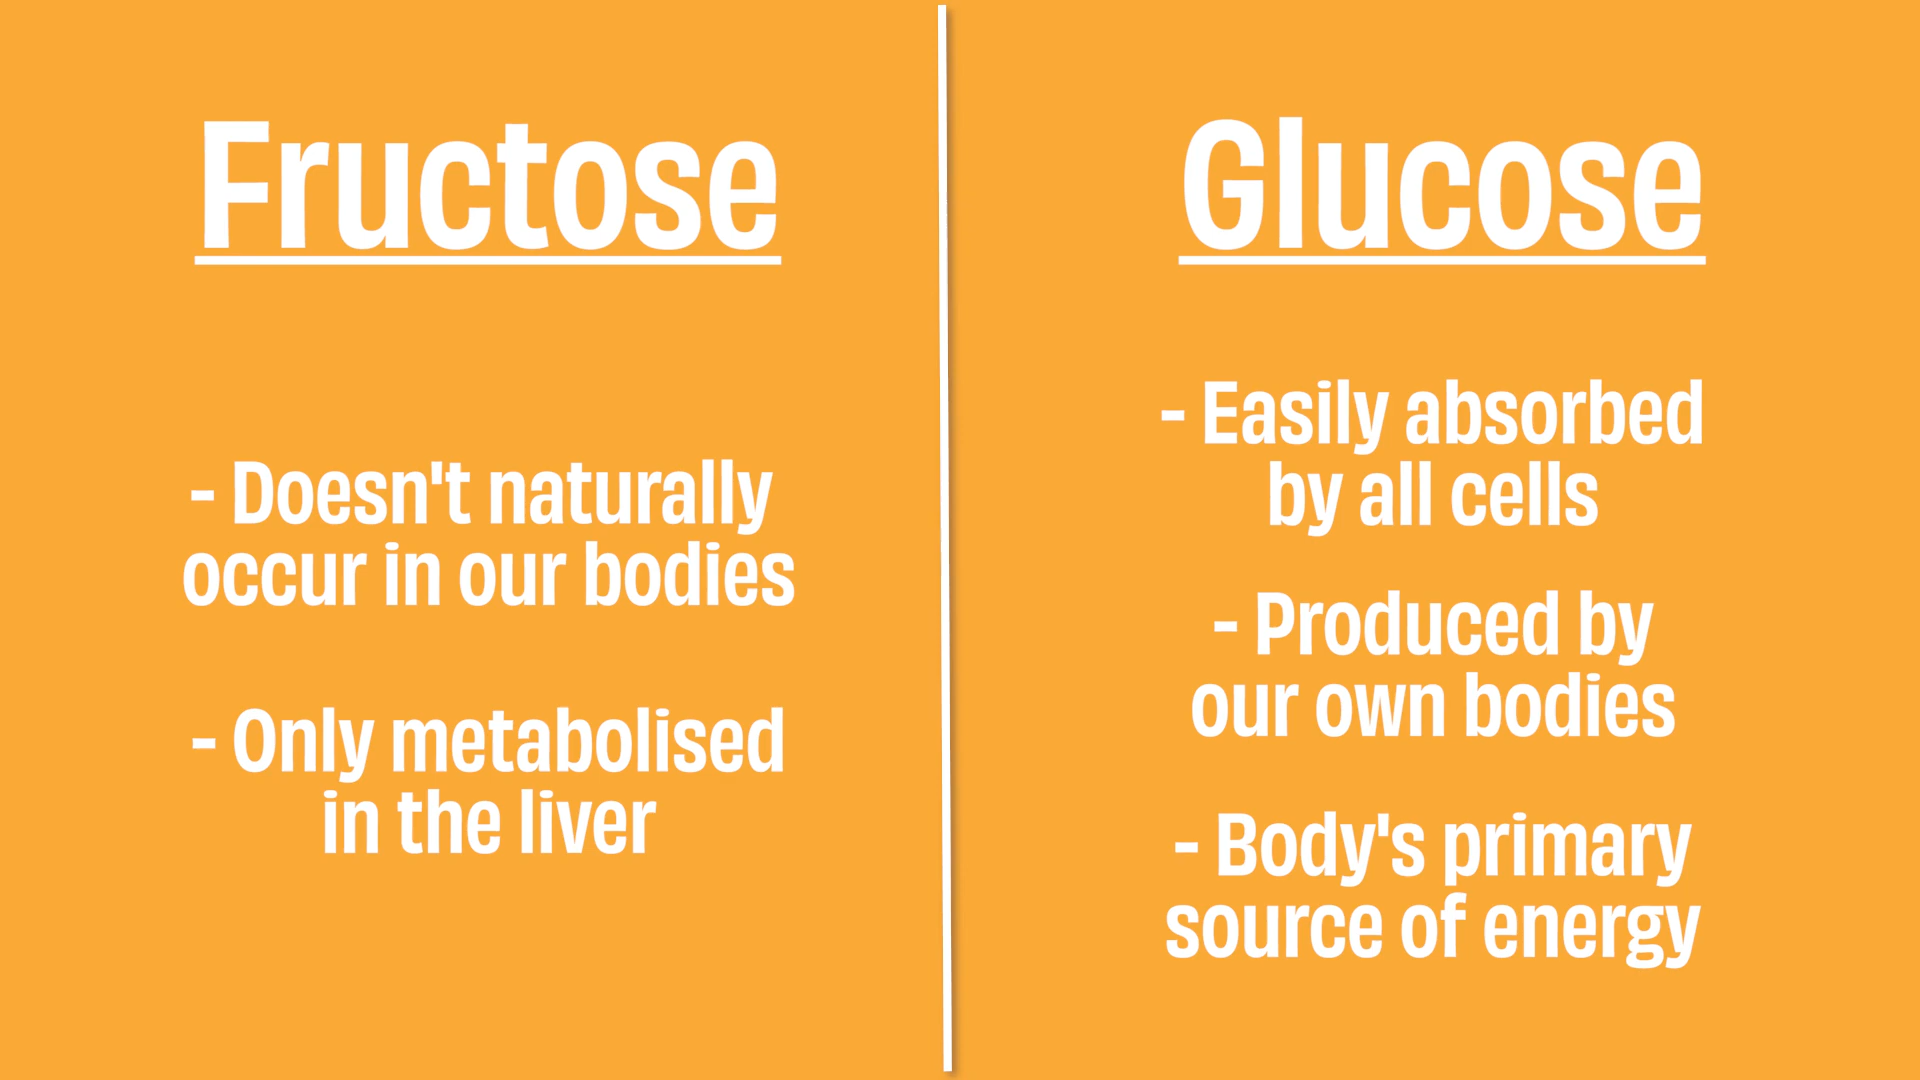 Fructose
- Doesn't naturally
occur in our bodies
- Only metabolised
in the liver
Glucose
- Easily absorbed
by all cells
- Produced by
our own bodies
- Body's primary
source of energy